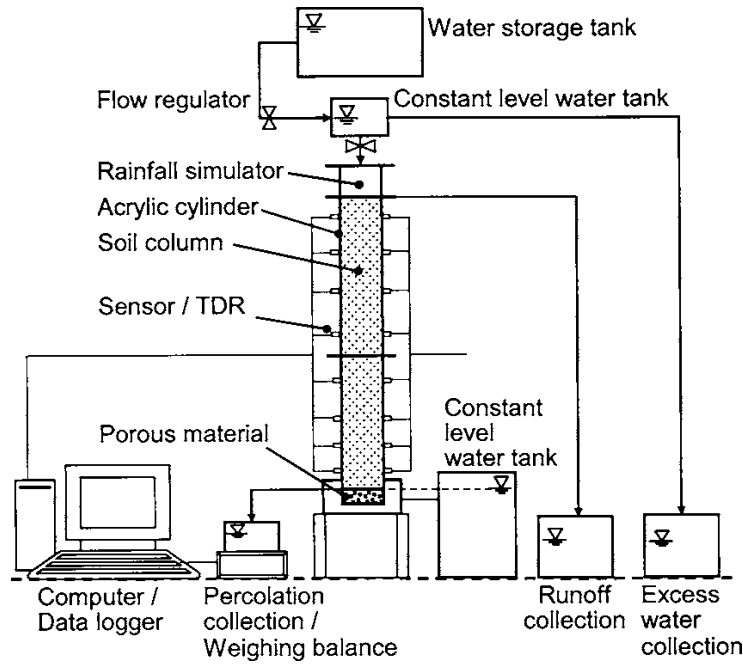 Water storage tank
Flow regulator
Constant level water tank
Rainfall simulator
Acrylic cylinder
Soil column
Sensor / TDR
Porous material
Constant
level
water tank
Computer /
Data logger
Percolation
collection /
Weighing balance
Runoff
collection
Excess
water
collection